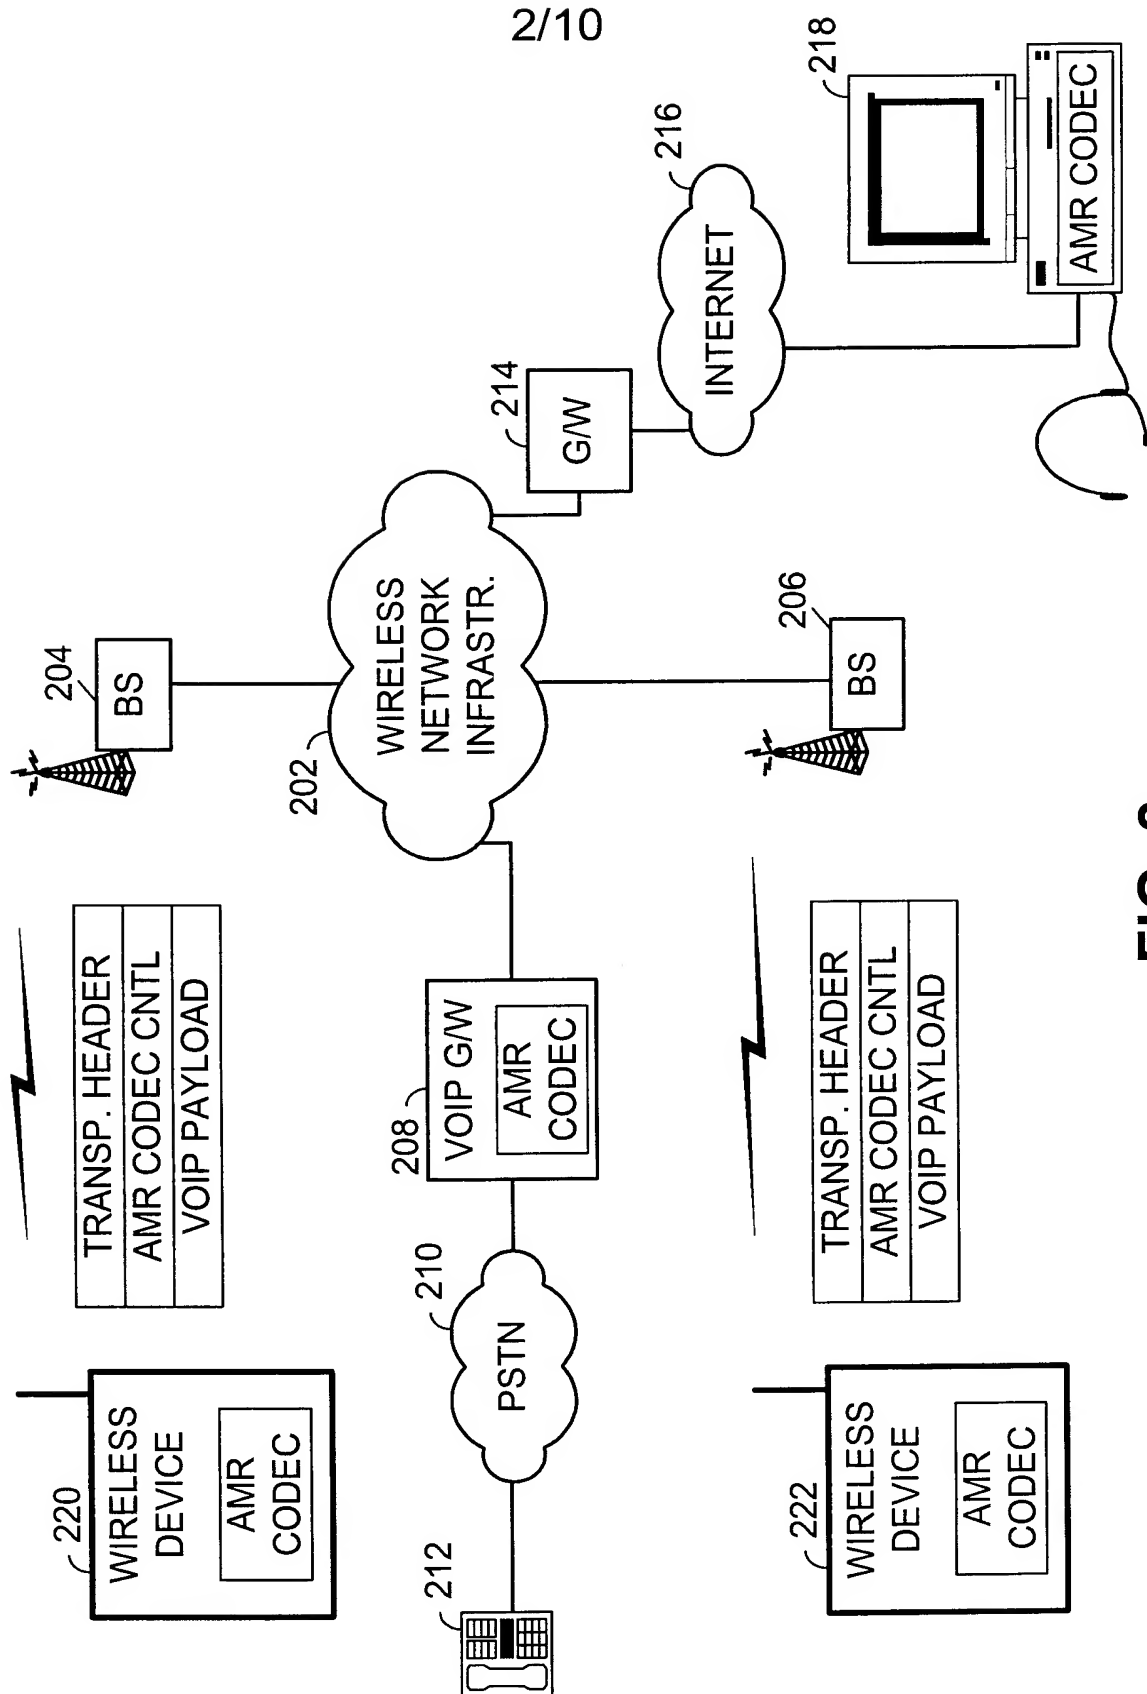 2/10
220
WIRELESS
DEVICE
AMR
CODEC
TRANSP. HEADER
AMR CODEC CNTL
VOIP PAYLOAD
204
BS
212
210
PSTN
208
VOIP G/W
AMR
CODEC
202
WIRELESS
NETWORK
INFRASTR.
214
G/W
216
INTERNET
218
AMR CODEC
222
WIRELESS
DEVICE
AMR
CODEC
TRANSP. HEADER
AMR CODEC CNTL
VOIP PAYLOAD
206
BS